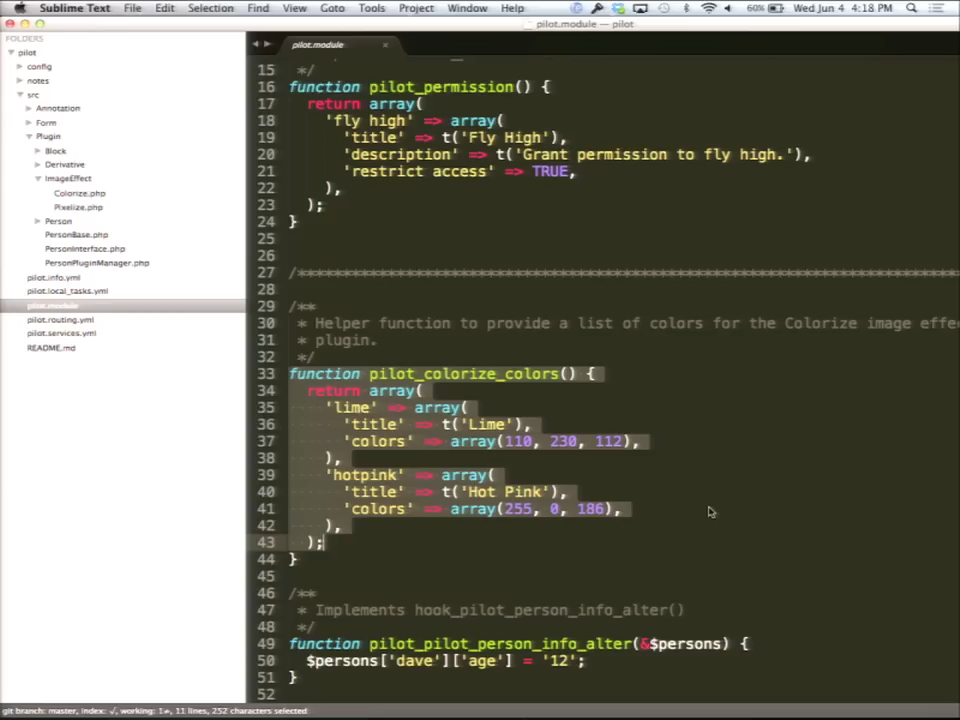 Sublime Text File Edit Selection Find View Goto Tools Project Window Help 60% Wed Jun 4 4:18 PM
pilot.module — pilot
FOLDERS
pilot
config
notes
src
Annotation
Form
Plugin
Block
Derivative
ImageEffect
Colorize.php
Pixelize.php
Person
PersonBase.php
PersonInterface.php
PersonPluginManager.php
pilot.info.yml
pilot.local_tasks.yml
pilot.module
pilot.routing.yml
pilot.services.yml
README.md
pilot.module ×
15 */
16 function pilot_permission() {
17 return array(
18 'fly high' => array(
19 'title' => t('Fly High'),
20 'description' => t('Grant permission to fly high.'),
21 'restrict access' => TRUE,
22 ),
23 );
24 }
25
26
27 /******************************************************************************
28
29 /**
30 * Helper function to provide a list of colors for the Colorize image effe
31 * plugin.
32 */
33 function pilot_colorize_colors() {
34 return array(
35 'lime' => array(
36 'title' => t('Lime'),
37 'colors' => array(110, 230, 112),
38 ),
39 'hotpink' => array(
40 'title' => t('Hot Pink'),
41 'colors' => array(255, 0, 186),
42 ),
43 );
44 }
45
46 /**
47 * Implements hook_pilot_person_info_alter()
48 */
49 function pilot_pilot_person_info_alter(&$persons) {
50 $persons['dave']['age'] = '12';
51 }
52
git branch: master, index: √, working: 1≠, 11 lines, 252 characters selected